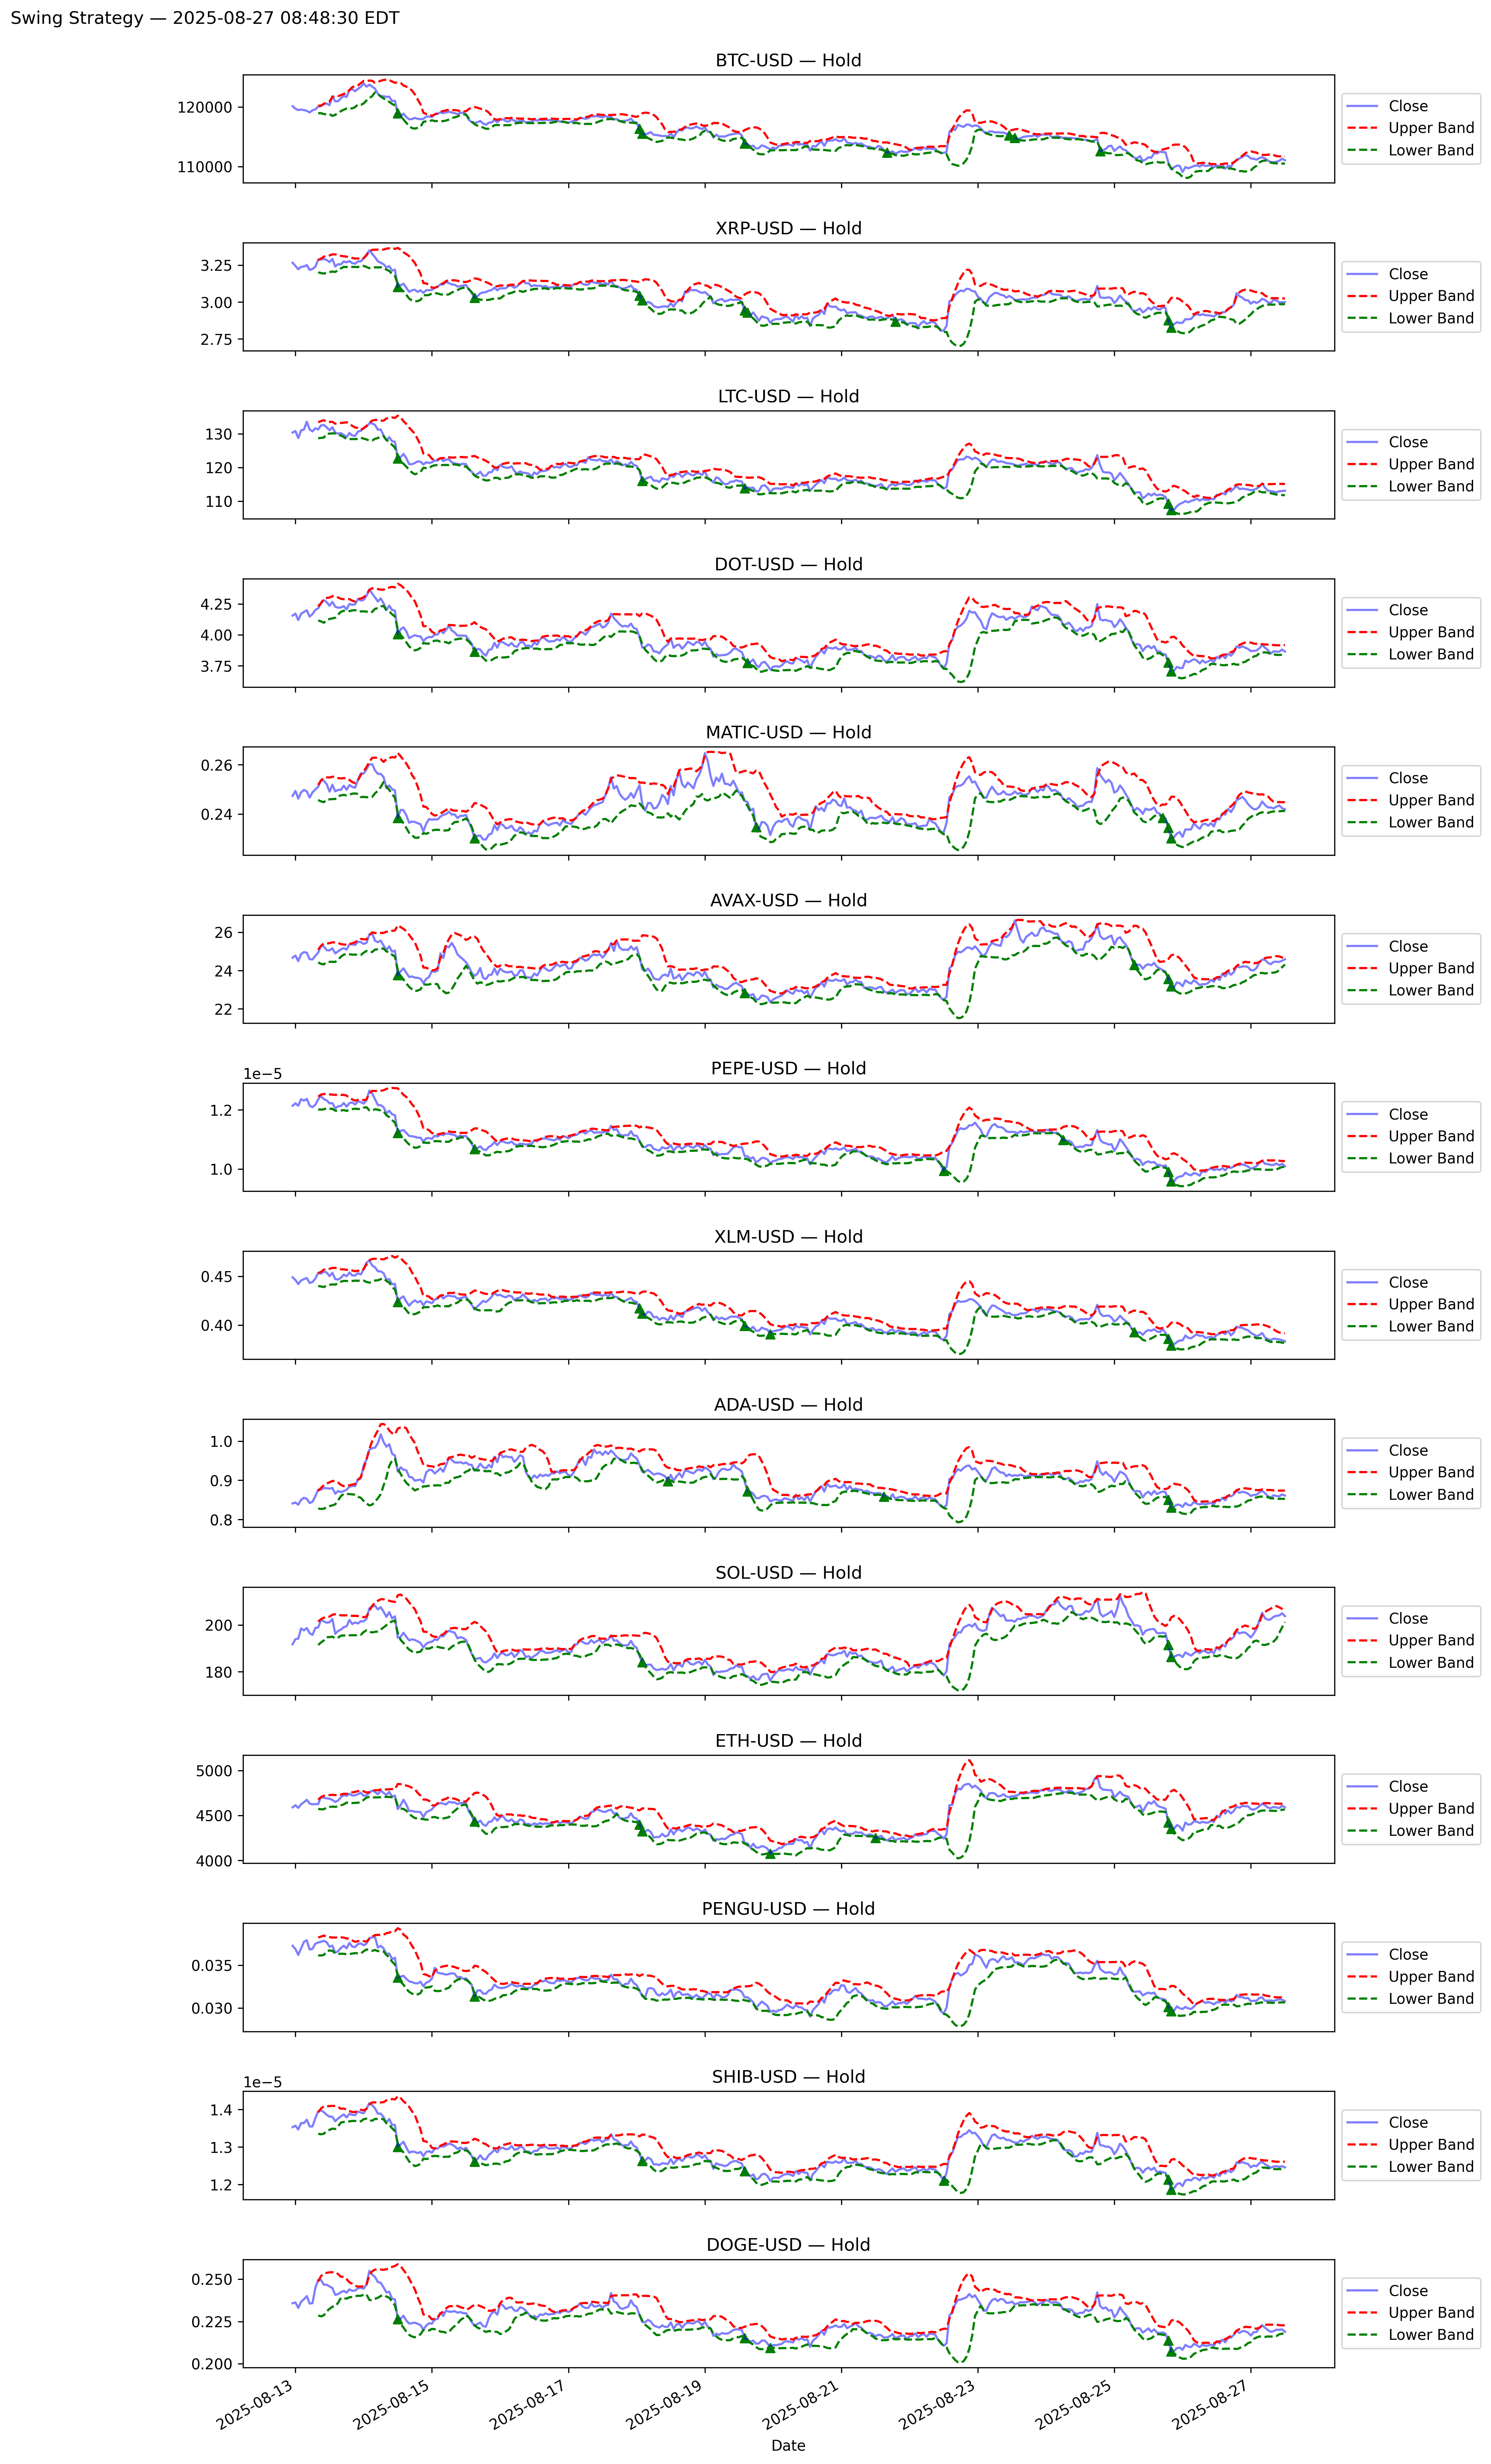 Swing Strategy — 2025-08-27 08:48:30 EDT
BTC-USD — Hold
120000
110000
Close
Upper Band
Lower Band
XRP-USD — Hold
3.25
3.00
2.75
Close
Upper Band
Lower Band
LTC-USD — Hold
130
120
110
Close
Upper Band
Lower Band
DOT-USD — Hold
4.25
4.00
3.75
Close
Upper Band
Lower Band
MATIC-USD — Hold
0.26
0.24
Close
Upper Band
Lower Band
AVAX-USD — Hold
26
24
22
Close
Upper Band
Lower Band
PEPE-USD — Hold
1e−5
1.2
1.0
Close
Upper Band
Lower Band
XLM-USD — Hold
0.45
0.40
Close
Upper Band
Lower Band
ADA-USD — Hold
1.0
0.9
0.8
Close
Upper Band
Lower Band
SOL-USD — Hold
200
180
Close
Upper Band
Lower Band
ETH-USD — Hold
5000
4500
4000
Close
Upper Band
Lower Band
PENGU-USD — Hold
0.035
0.030
Close
Upper Band
Lower Band
SHIB-USD — Hold
1e−5
1.4
1.3
1.2
Close
Upper Band
Lower Band
DOGE-USD — Hold
0.250
0.225
0.200
Close
Upper Band
Lower Band
2025-08-13
2025-08-15
2025-08-17
2025-08-19
2025-08-21
2025-08-23
2025-08-25
2025-08-27
Date